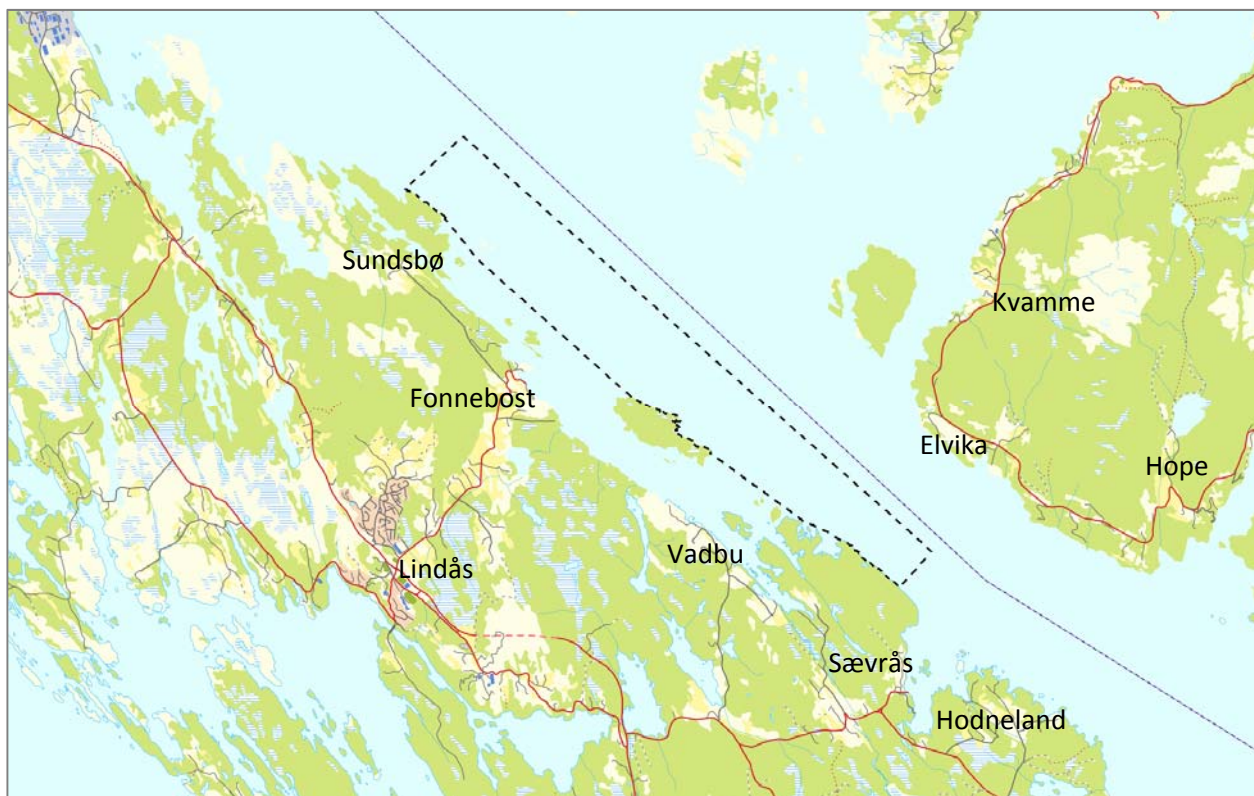 Sundsbø
Kvamme
Fonnebost
Elvika
Hope
Vadbu
Lindås
Sævrås
Hodneland